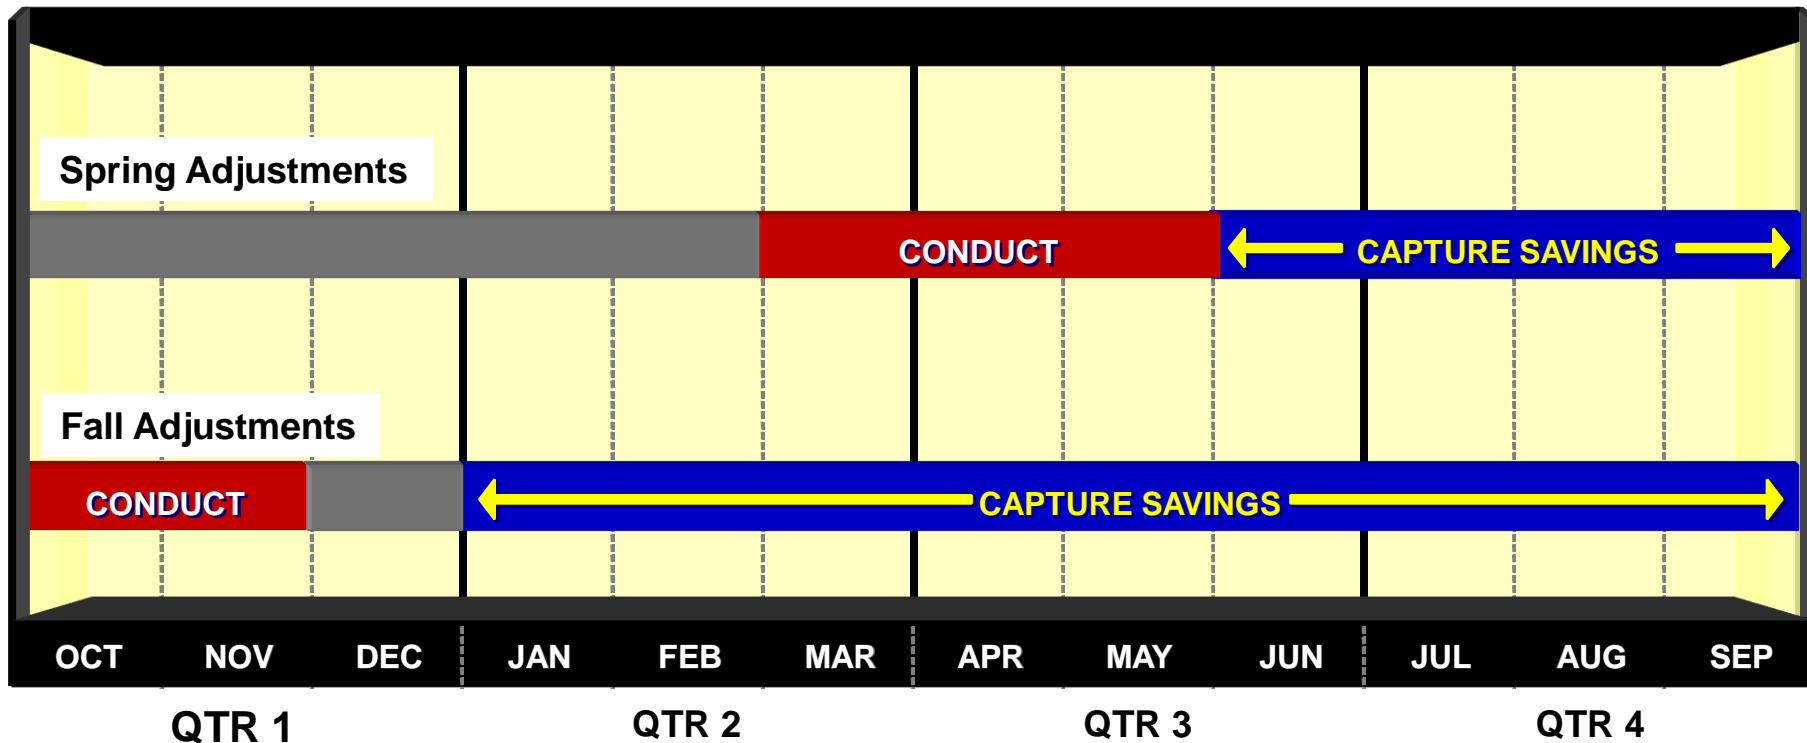 Spring Adjustments
CONDUCT CAPTURE SAVINGS
Fall Adjustments
CONDUCT CAPTURE SAVINGS
OCT NOV DEC JAN FEB MAR APR MAY JUN JUL AUG SEP
QTR 1 QTR 2 QTR 3 QTR 4